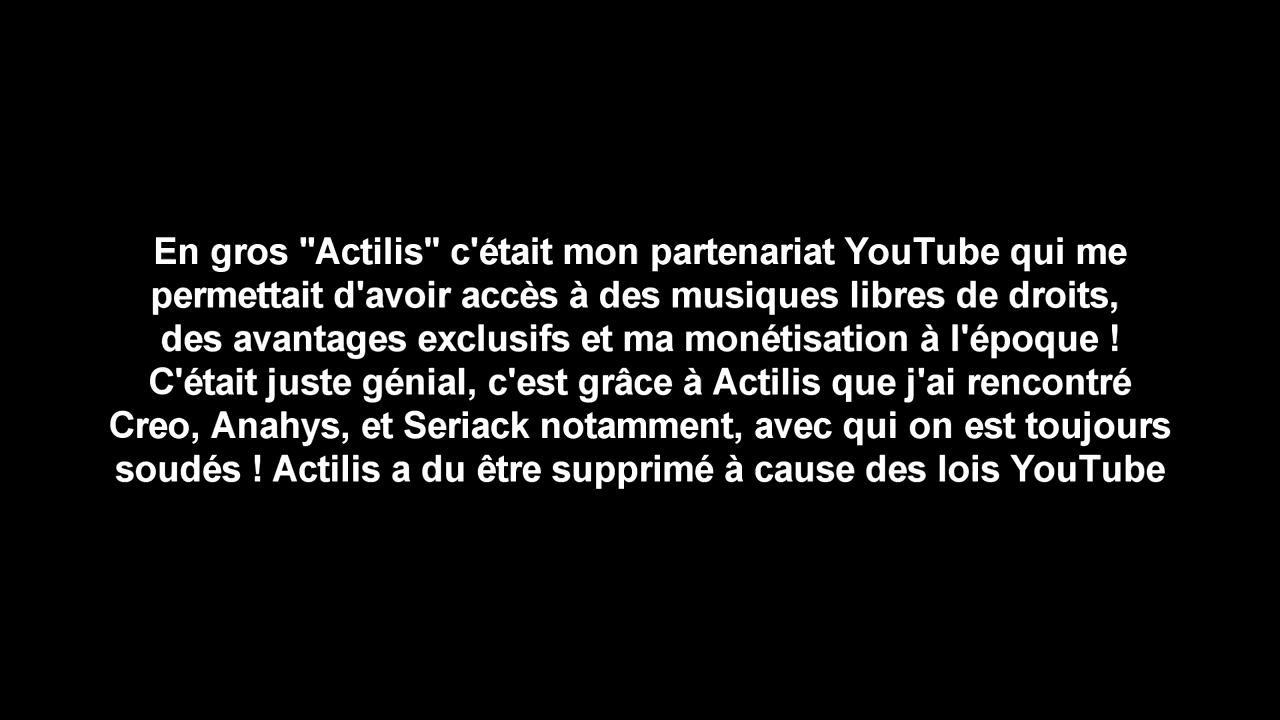 En gros "Actilis" c'était mon partenariat YouTube qui me
permettait d'avoir accès à des musiques libres de droits,
des avantages exclusifs et ma monétisation à l'époque !
C'était juste génial, c'est grâce à Actilis que j'ai rencontré
Creo, Anahys, et Seriack notamment, avec qui on est toujours
soudés ! Actilis a du être supprimé à cause des lois YouTube